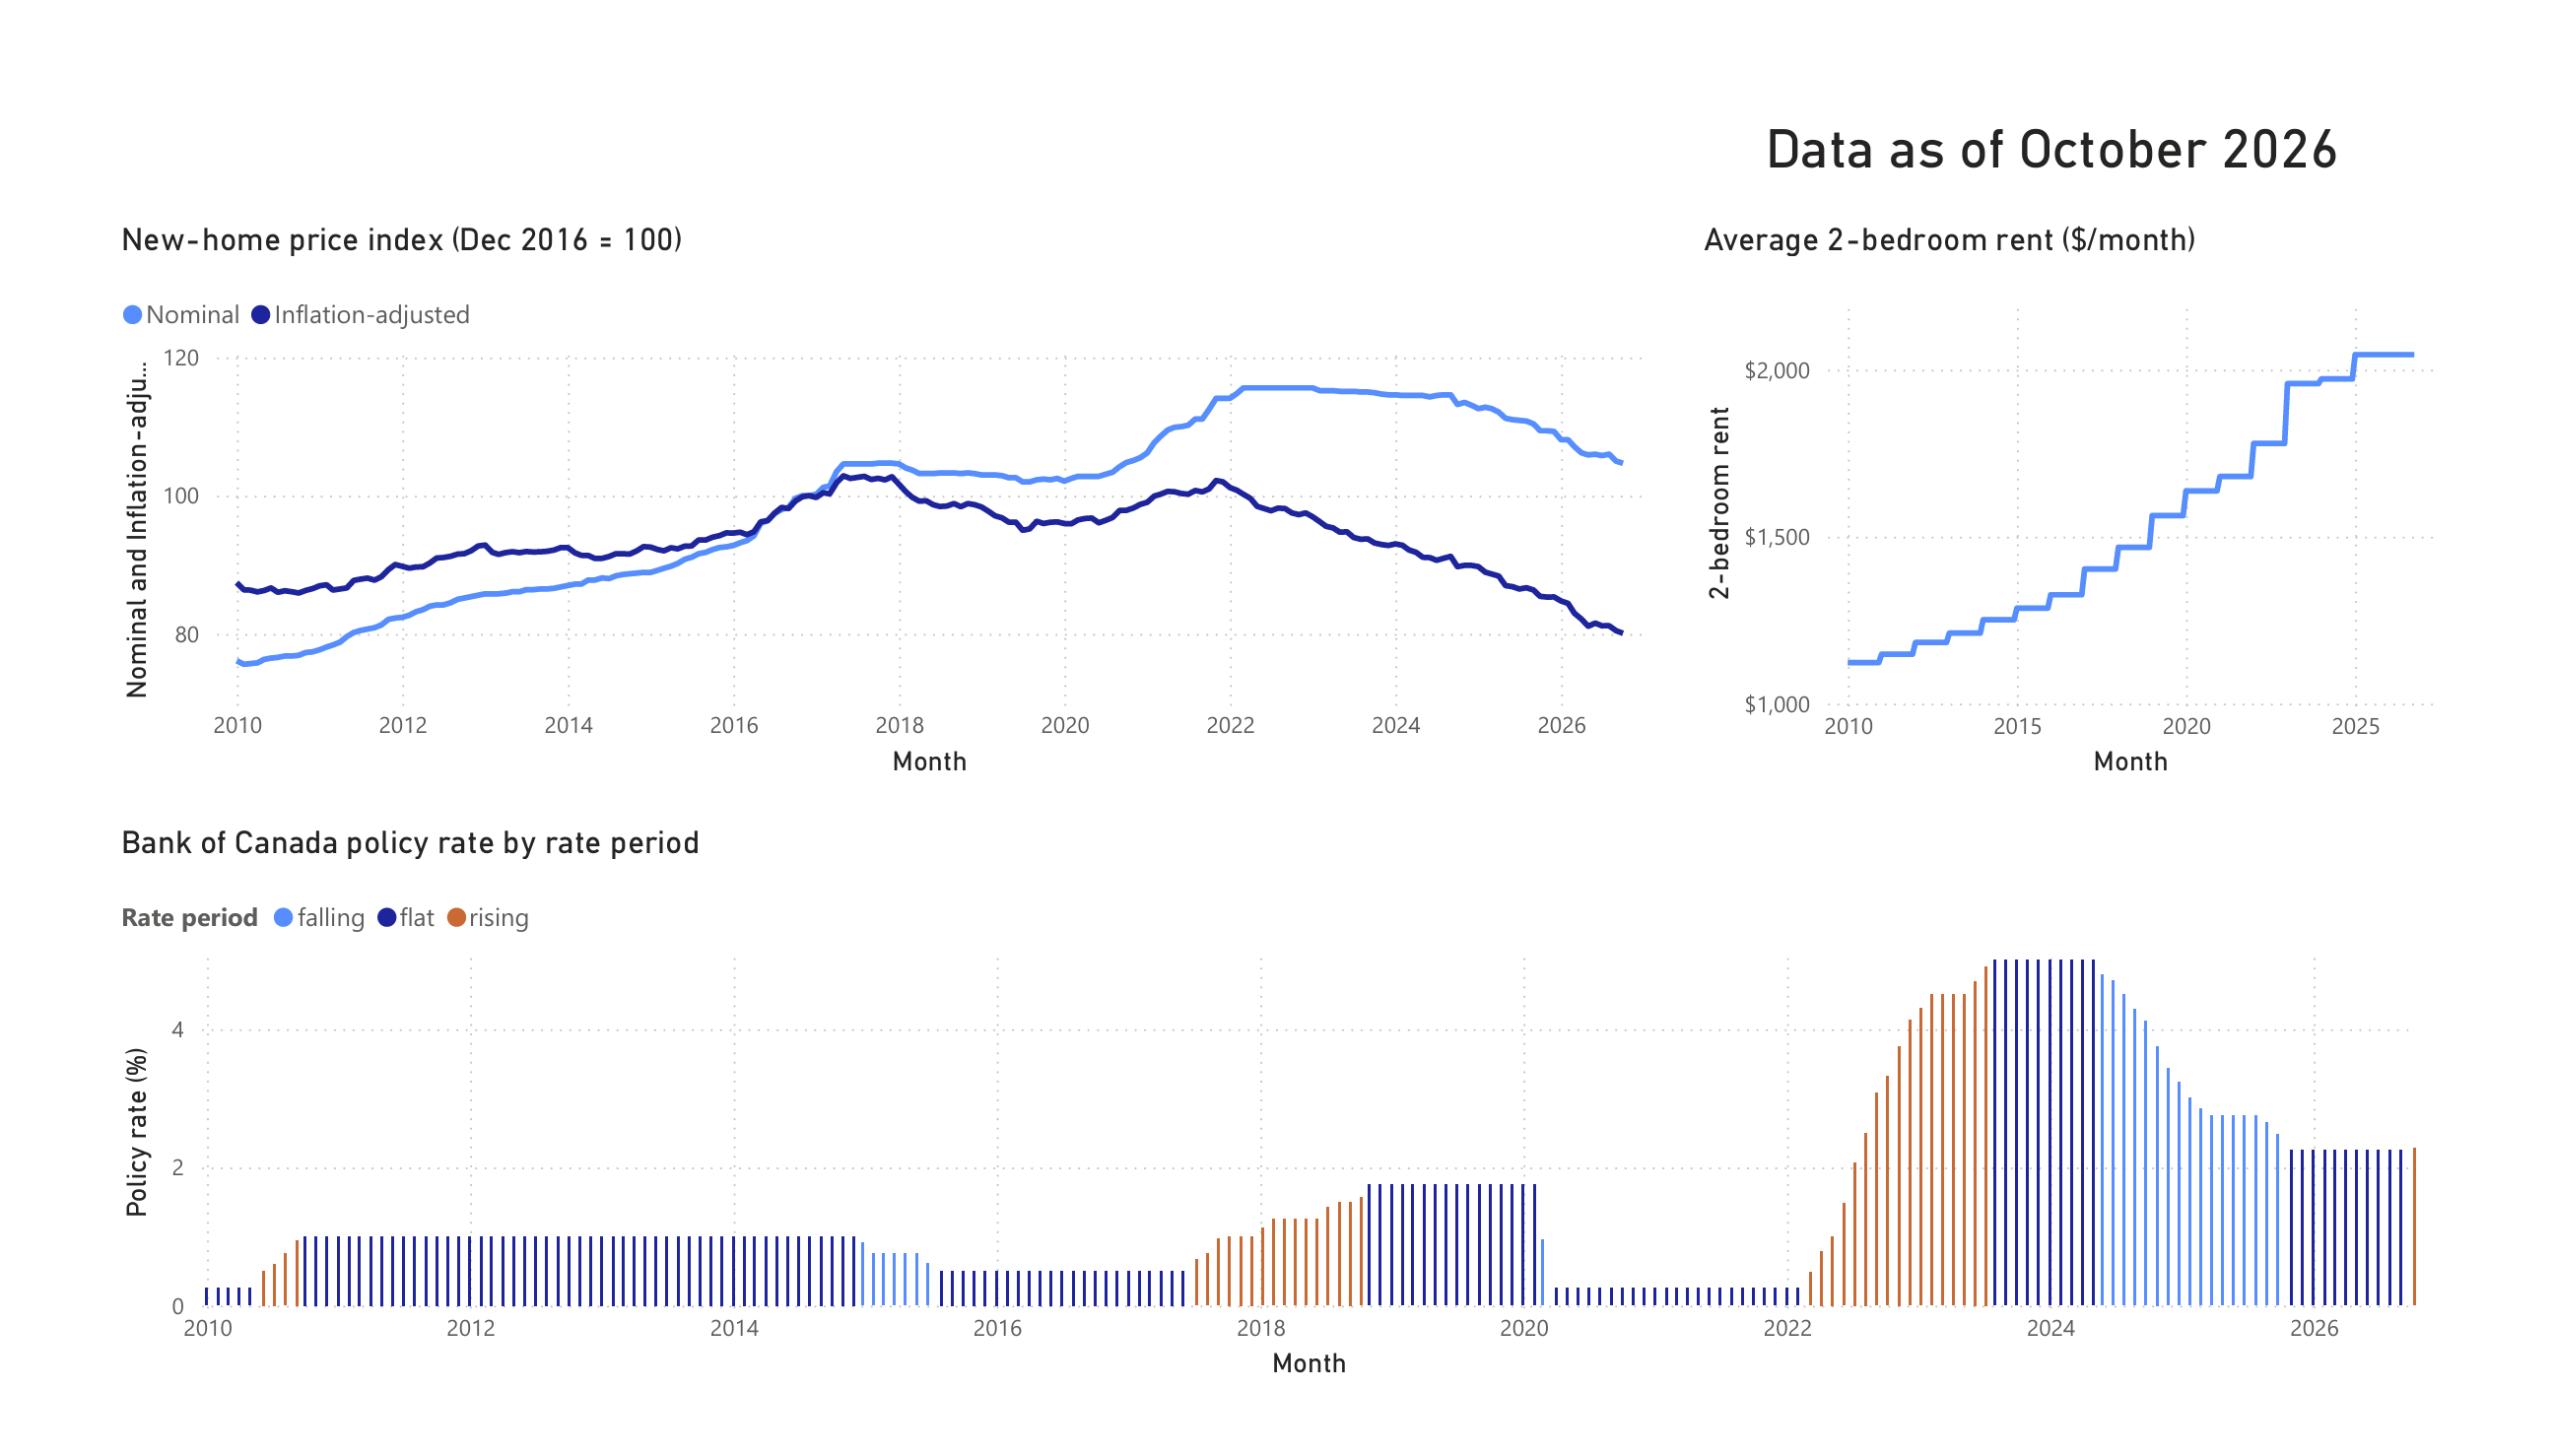 Data as of October 2026
New-home price index (Dec 2016 = 100)
Nominal Inflation-adjusted
Nominal and Inflation-adju...
120
100
80
2010 2012 2014 2016 2018 2020 2022 2024 2026
Month
Average 2-bedroom rent ($/month)
2-bedroom rent
$2,000
$1,500
$1,000
2010 2015 2020 2025
Month
Bank of Canada policy rate by rate period
Rate period falling flat rising
Policy rate (%)
4
2
0
2010 2012 2014 2016 2018 2020 2022 2024 2026
Month